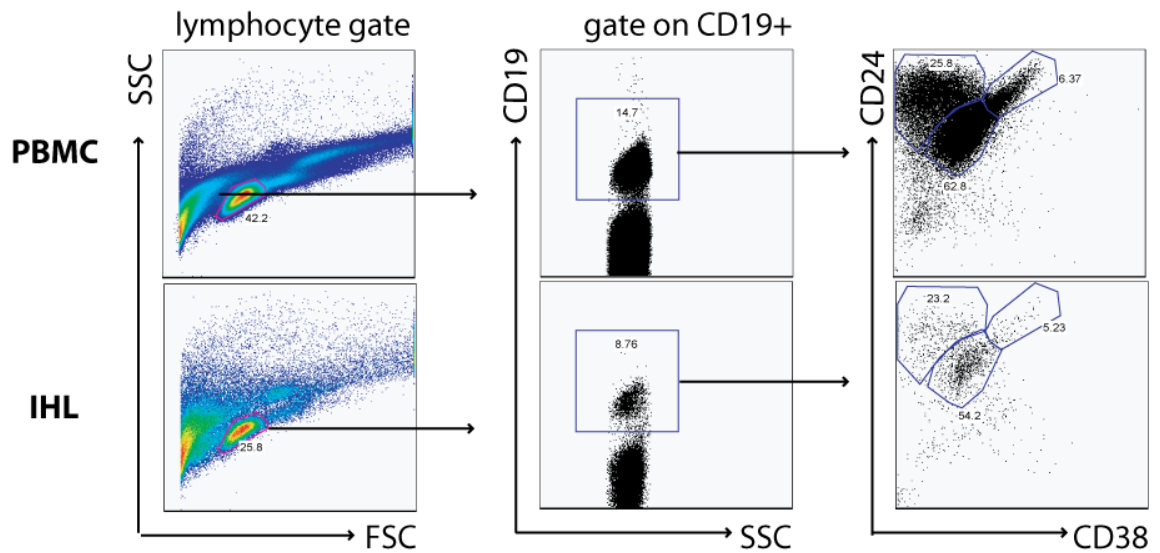 lymphocyte gate
gate on CD19+
PBMC
SSC
42.2
CD19
14.7
CD24
25.8
6.37
62.8
IHL
25.8
8.76
23.2
5.23
54.2
FSC
SSC
CD38